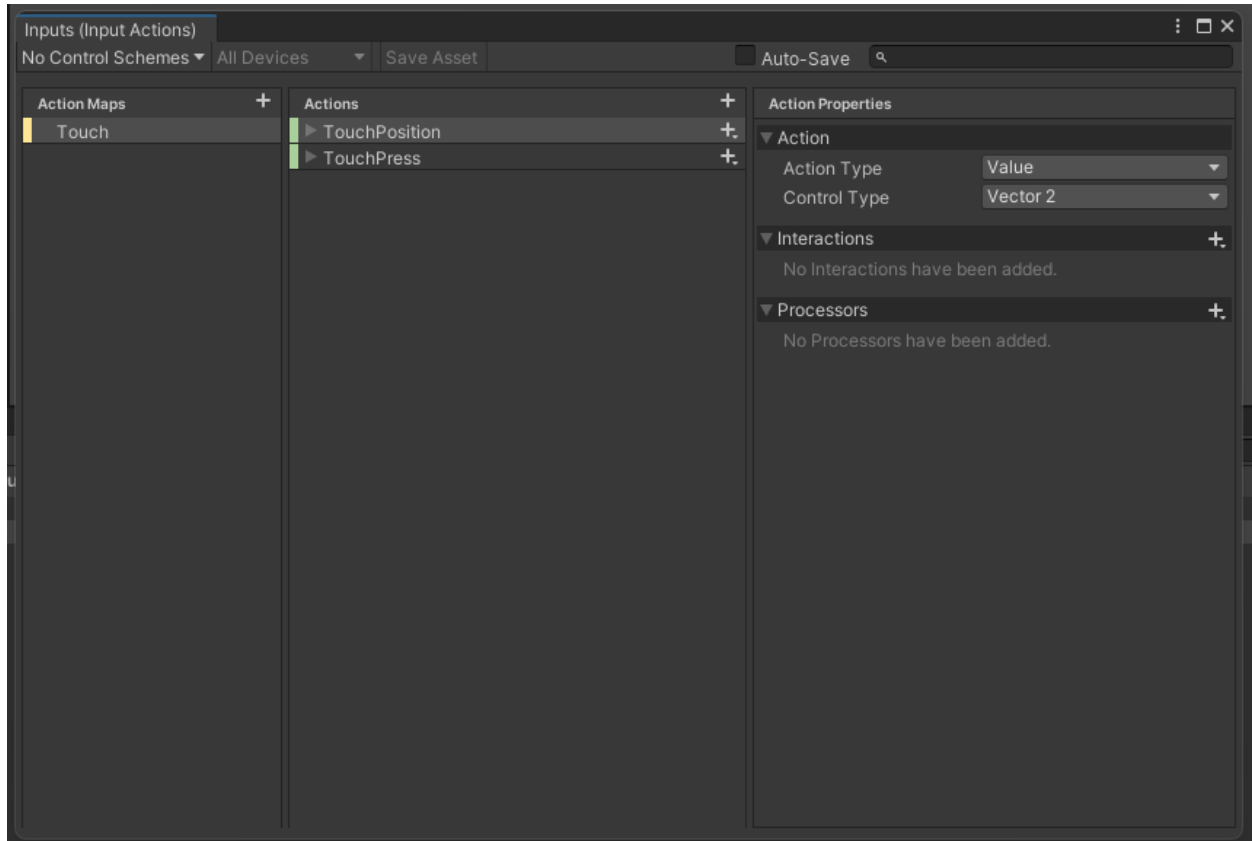 Inputs (Input Actions)
No Control Schemes All Devices Save Asset Auto-Save
Action Maps
Touch
Actions
TouchPosition
TouchPress
Action Properties
Action
Action Type Value
Control Type Vector 2
Interactions
No Interactions have been added.
Processors
No Processors have been added.